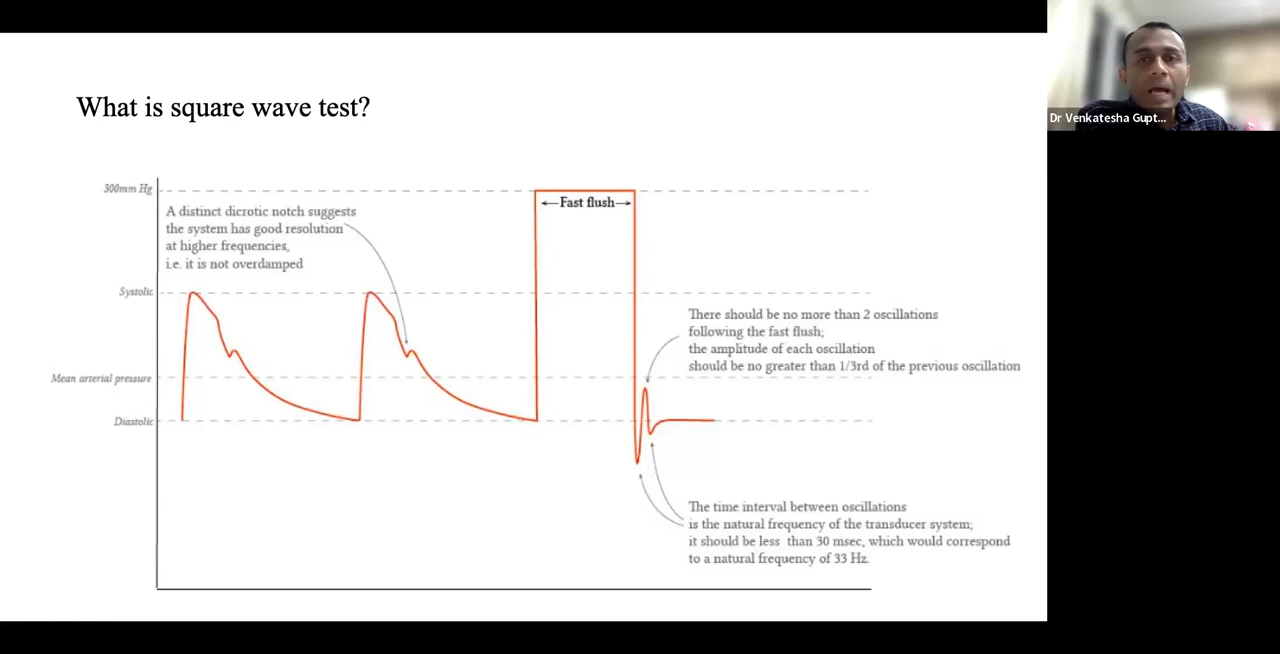 What is square wave test?
Dr Venkatesha Gupt...
300mm Hg
Fast flush
A distinct dicrotic notch suggests
the system has good resolution
at higher frequencies,
i.e. it is not overdamped
Systolic
There should be no more than 2 oscillations
following the fast flush;
the amplitude of each oscillation
should be no greater than 1/3rd of the previous oscillation
Mean arterial pressure
Diastolic
The time interval between oscillations
is the natural frequency of the transducer system;
it should be less than 30 msec, which would correspond
to a natural frequency of 33 Hz.